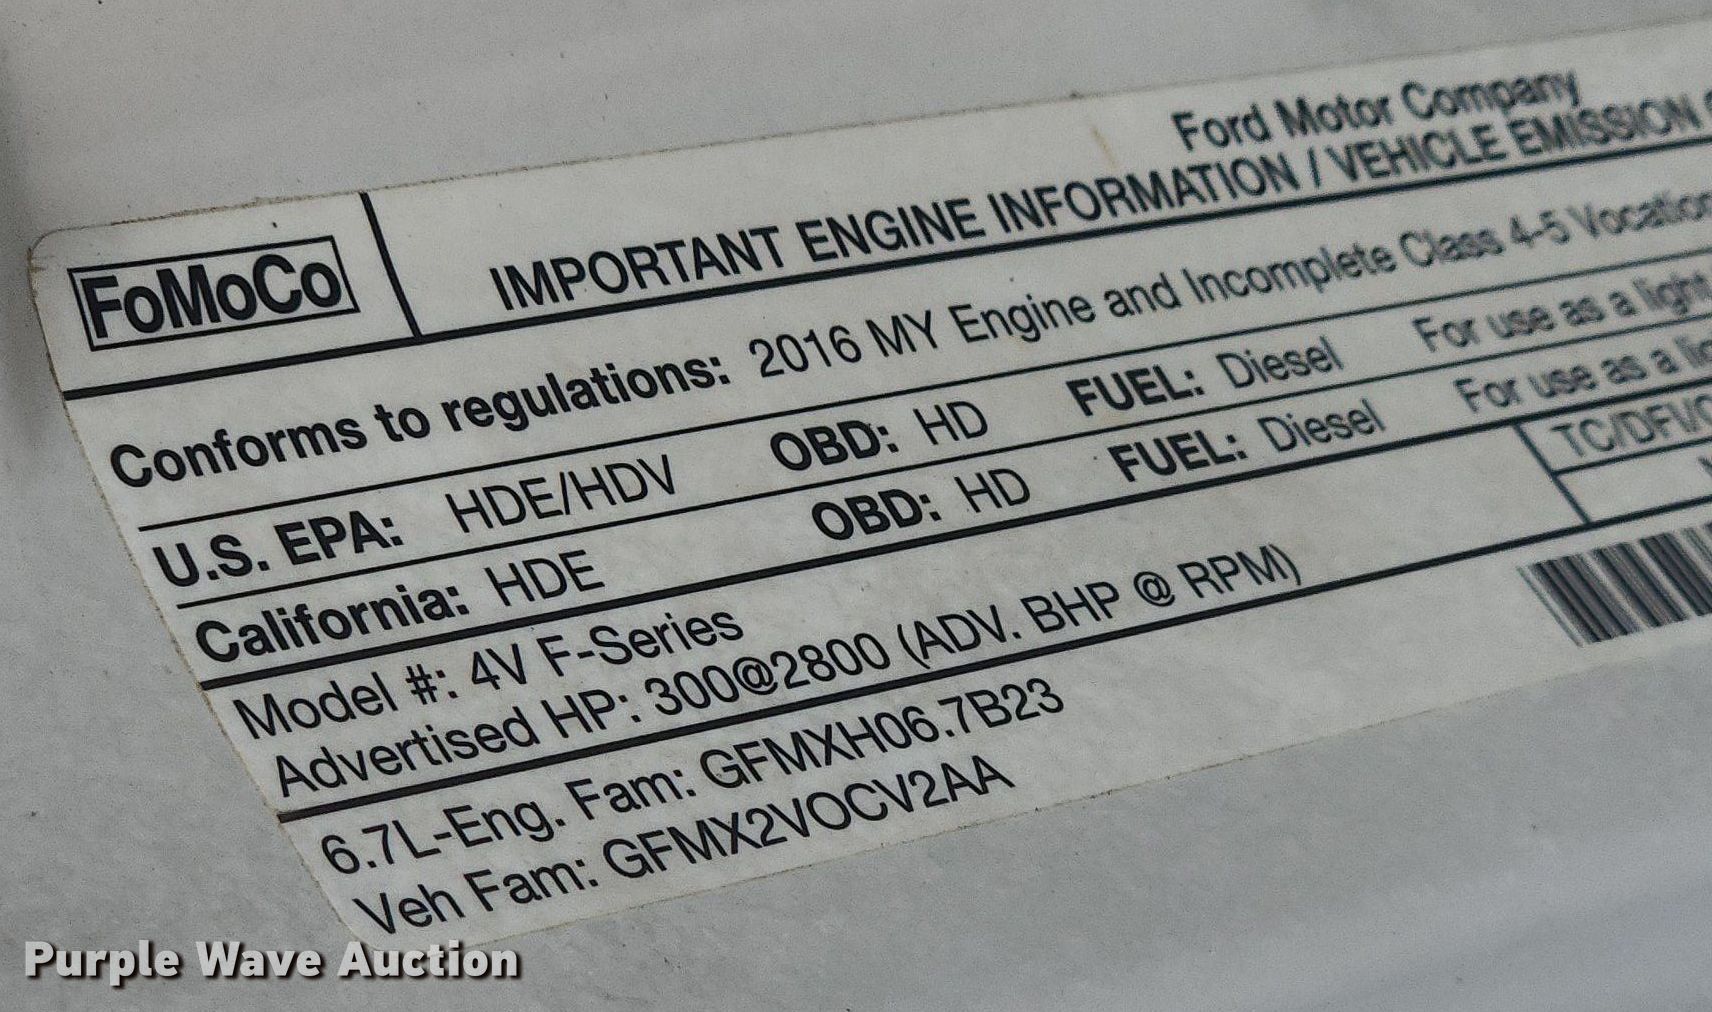 Ford Motor Company
FoMoCo
IMPORTANT ENGINE INFORMATION / VEHICLE EMISSION
Conforms to regulations: 2016 MY Engine and Incomplete Class 4-5
U.S. EPA: HDE/HDV OBD: HD FUEL: Diesel For use as a light
California: HDE OBD: HD FUEL: Diesel For use as a
TC/DFI/
Model #: 4V F-Series
Advertised HP: 300@2800 (ADV. BHP @ RPM)
6.7L-Eng. Fam: GFMXH06.7B23
Veh Fam: GFMX2VOCV2AA
Purple Wave Auction